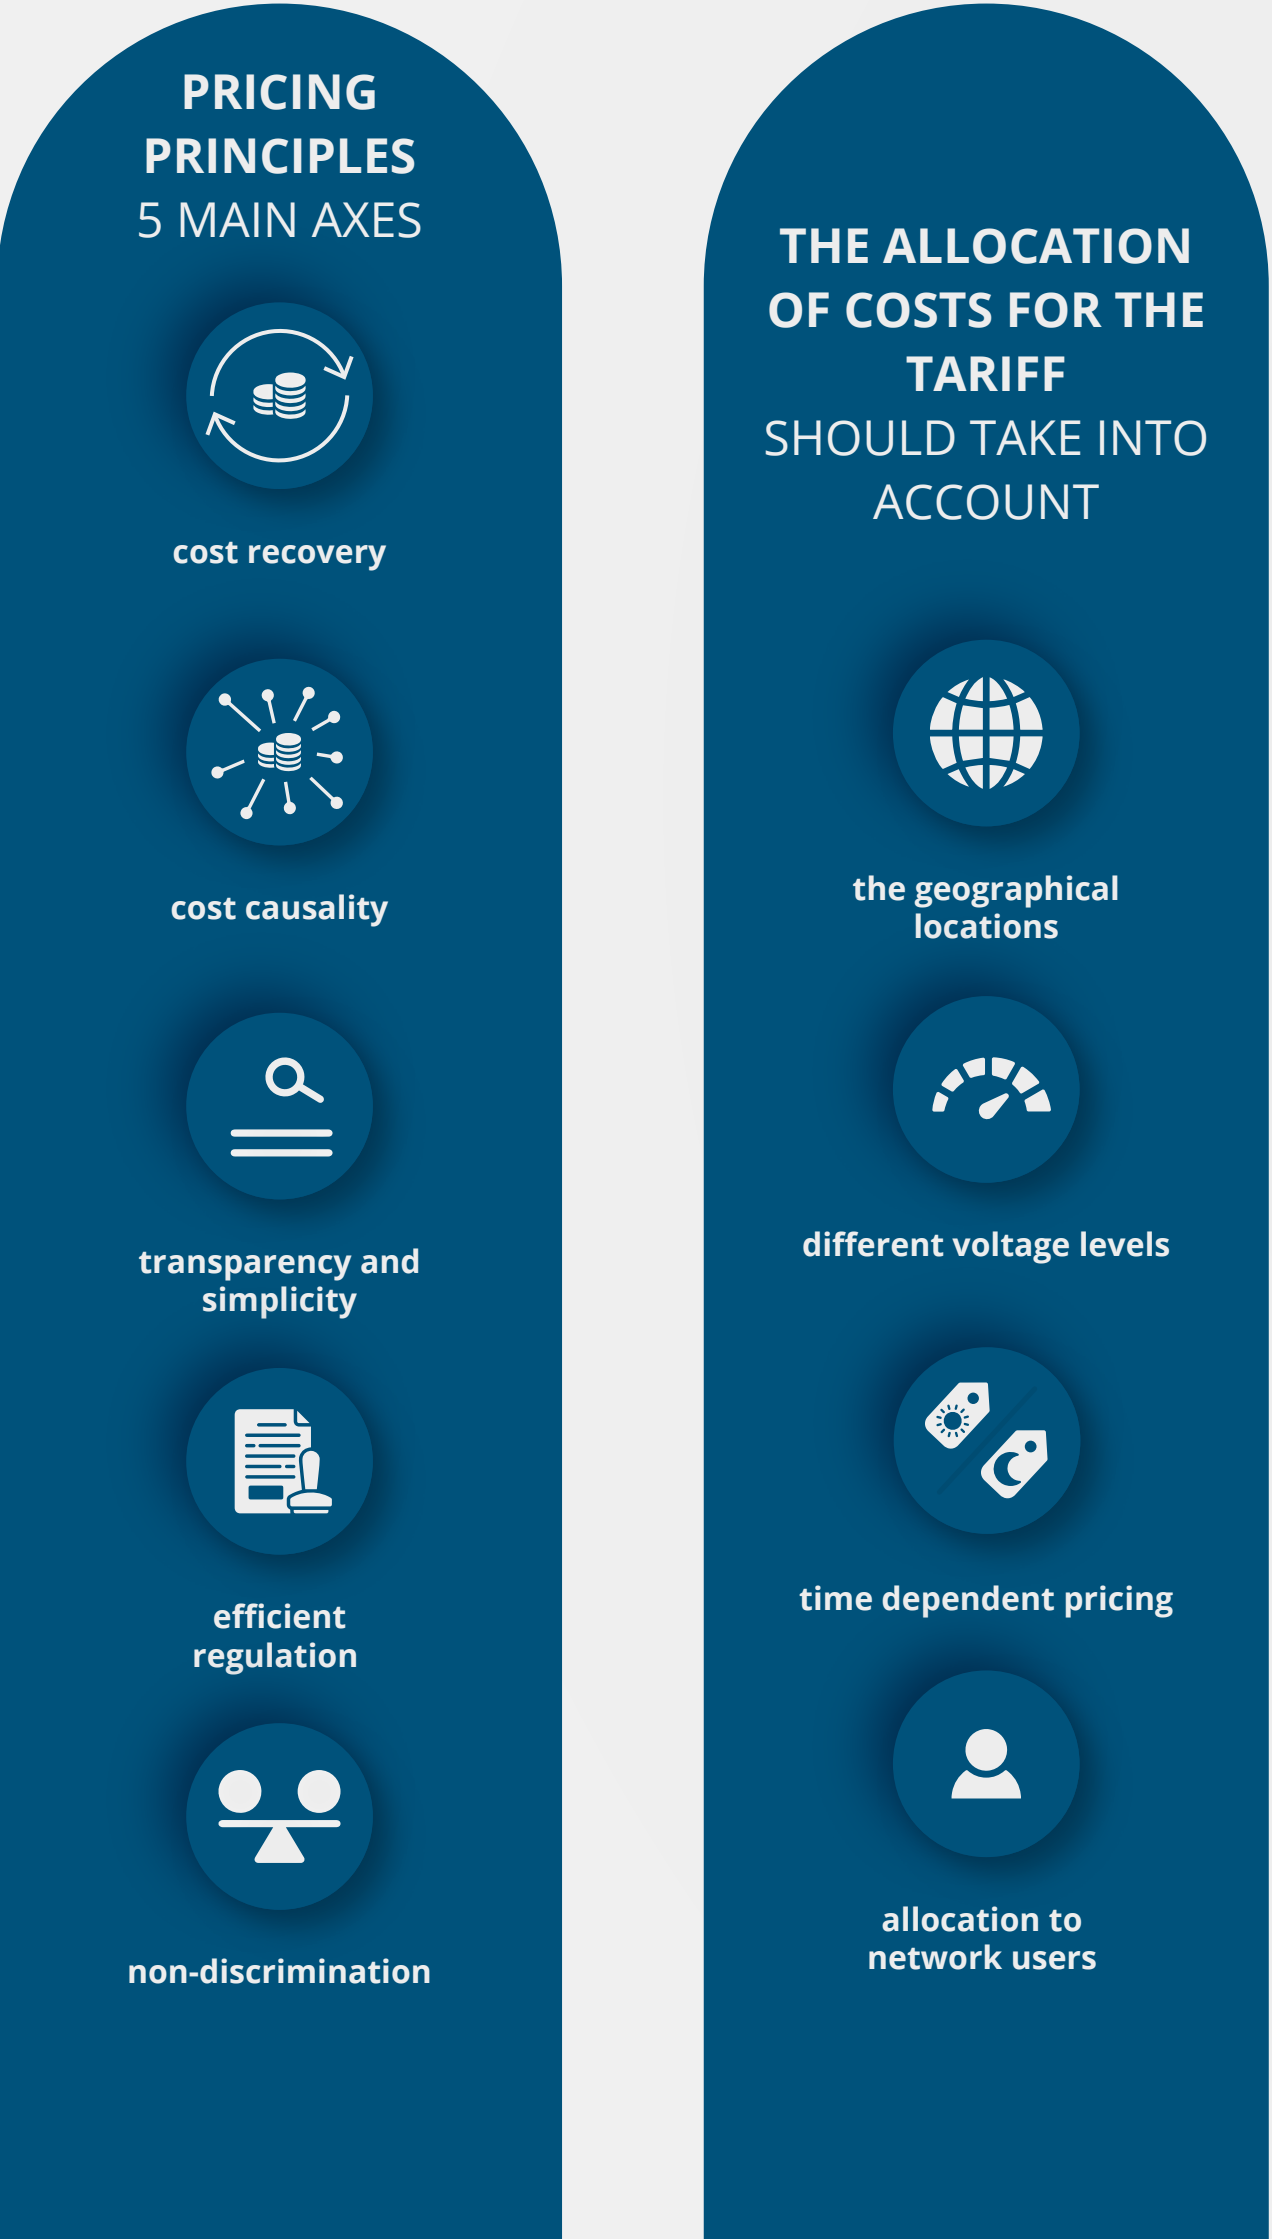 PRICING
PRINCIPLES
5 MAIN AXES
cost recovery
cost causality
transparency and
simplicity
efficient
regulation
non-discrimination
THE ALLOCATION
OF COSTS FOR THE
TARIFF
SHOULD TAKE INTO
ACCOUNT
the geographical
locations
different voltage levels
time dependent pricing
allocation to
network users